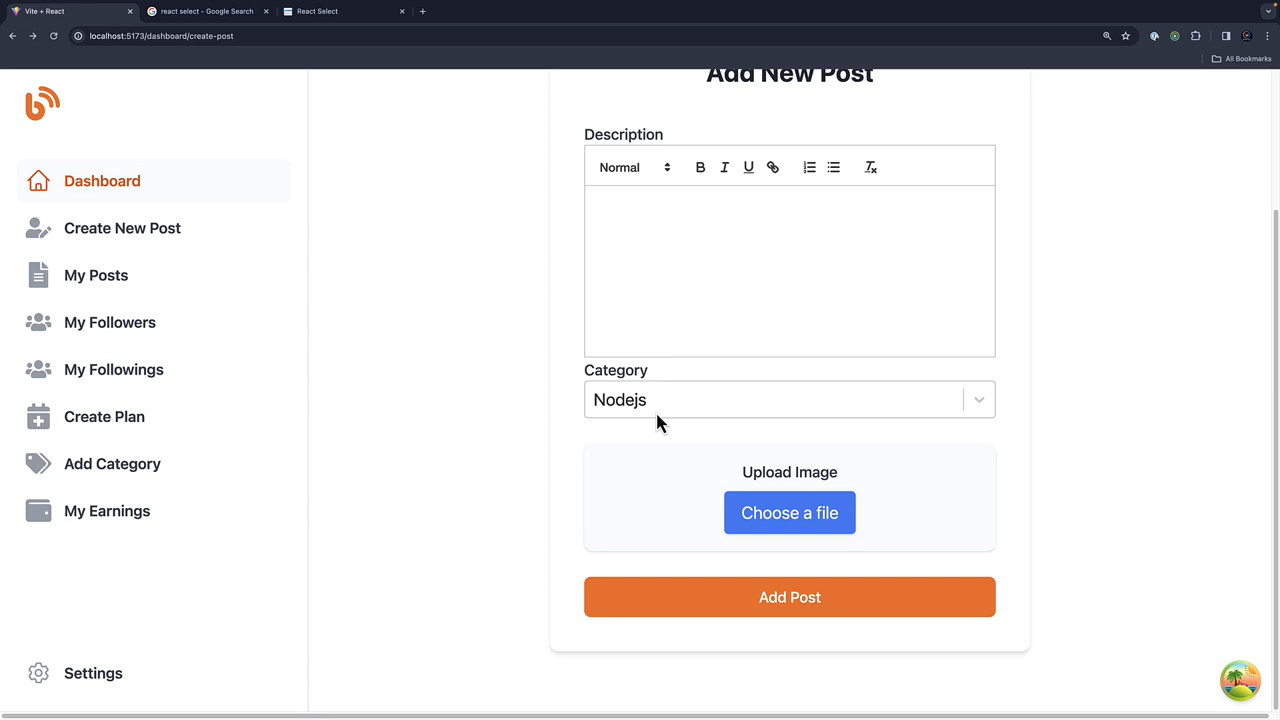 Vite + React
react select - Google Search
React Select
localhost:5173/dashboard/create-post
All Bookmarks
Dashboard
Create New Post
My Posts
My Followers
My Followings
Create Plan
Add Category
My Earnings
Settings
Add New Post
Description
Normal
Category
Nodejs
Upload Image
Choose a file
Add Post